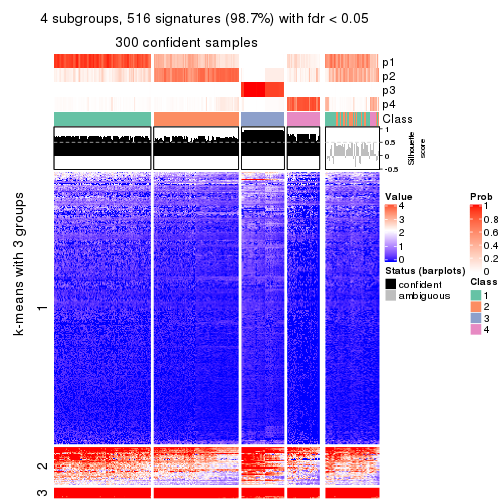 4 subgroups, 516 signatures (98.7%) with fdr < 0.05
300 confident samples
p1
p2
p3
p4
Class
1
0.5
0
-0.5
Silhouette
score
k-means with 3 groups
1
2
3
Value
4
3
2
1
0
Status (barplots)
confident
ambiguous
Prob
1
0.8
0.6
0.4
0.2
0
Class
1
2
3
4